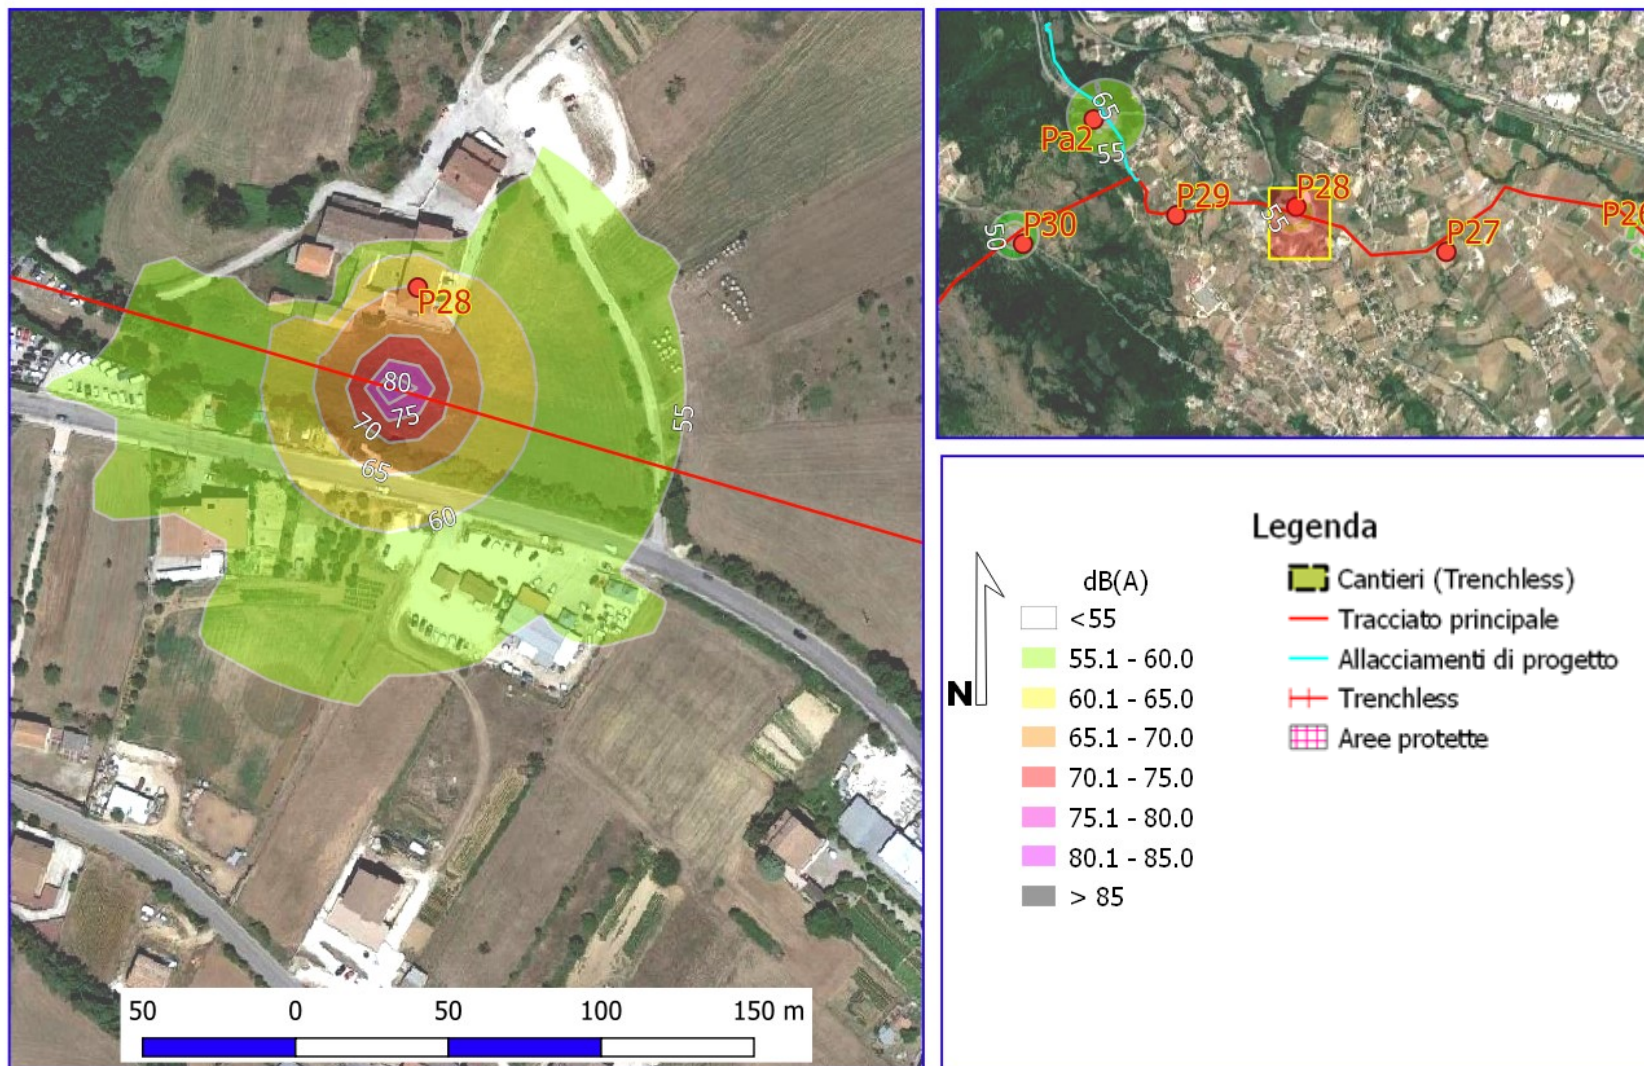 P28
80
75
70
65
60
55
50 0 50 100 150 m
65
Pa2
55
P29
P28
55
50
P30
P27
P26
Legenda
N
dB(A)
<55
55.1 - 60.0
60.1 - 65.0
65.1 - 70.0
70.1 - 75.0
75.1 - 80.0
80.1 - 85.0
> 85
Cantieri (Trenchless)
Tracciato principale
Allacciamenti di progetto
Trenchless
Aree protette